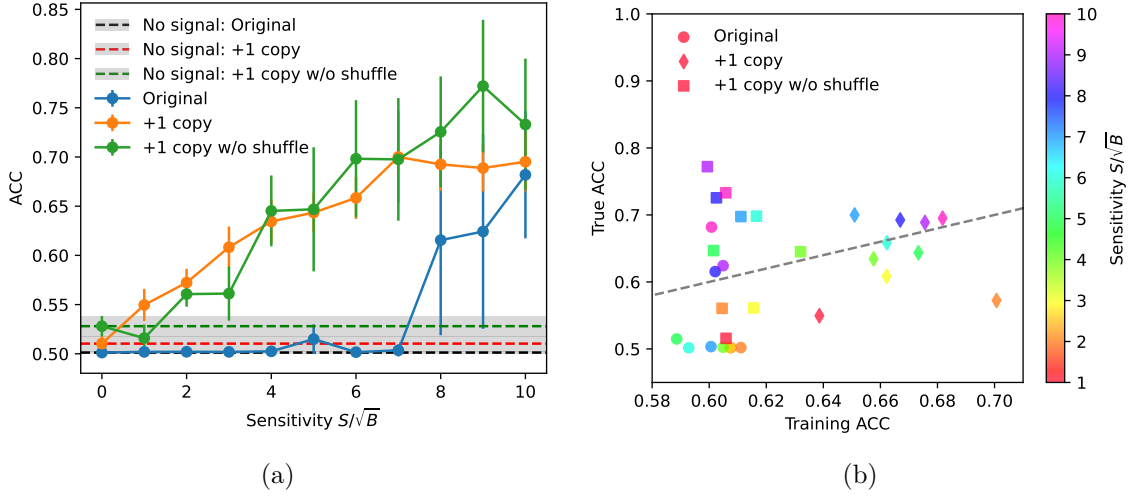 0.85
0.80
0.75
0.70
0.65
0.60
0.55
0.50
ACC
No signal: Original
No signal: +1 copy
No signal: +1 copy w/o shuffle
Original
+1 copy
+1 copy w/o shuffle
0 2 4 6 8 10
Sensitivity S/√B
(a)
1.0
0.9
0.8
0.7
0.6
0.5
True ACC
Original
+1 copy
+1 copy w/o shuffle
0.58 0.60 0.62 0.64 0.66 0.68 0.70
Training ACC
10
9
8
7
6
5
4
3
2
1
Sensitivity S/√B
(b)